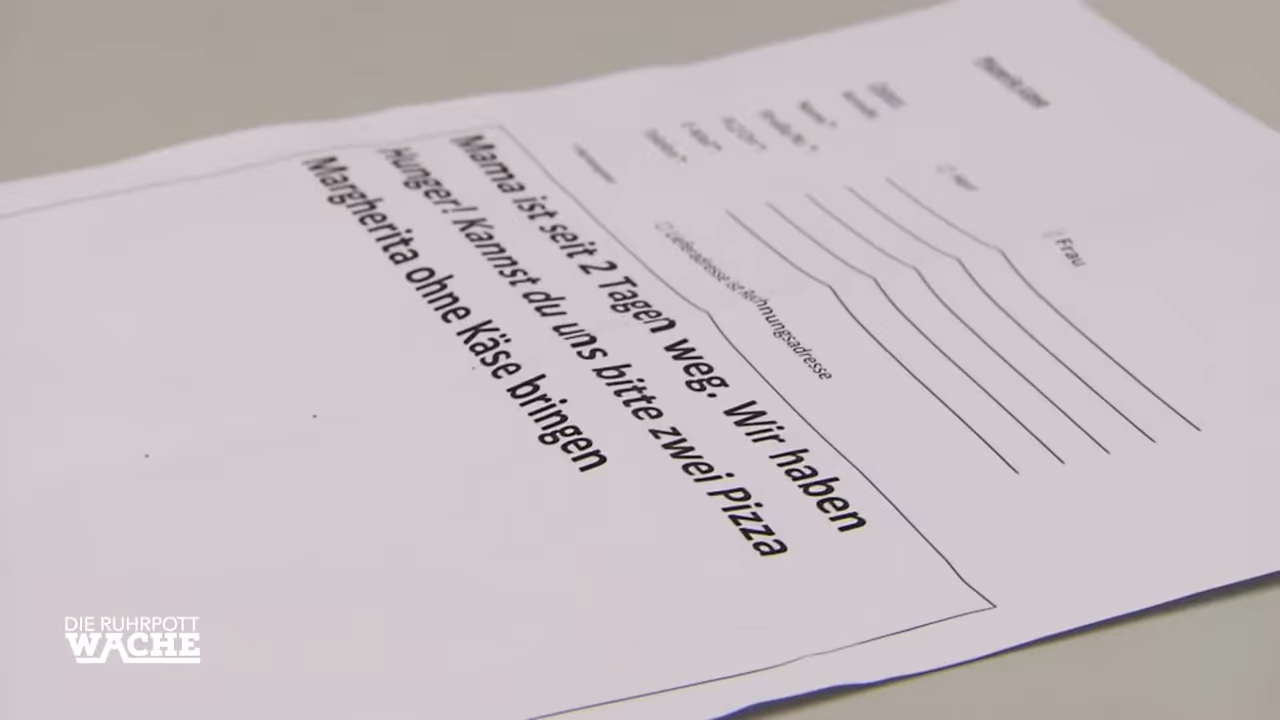 Frau
Lieferadresse ist Rechnungsadresse
Mama ist seit 2 Tagen weg. Wir haben
Hunger! Kannst du uns bitte zwei Pizza
Margherita ohne Käse bringen
DIE RUHRPOTT
WACHE